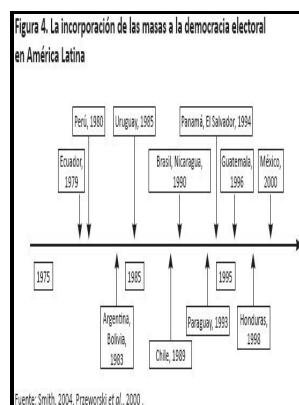 Figura 4. La incorporación de las masas a la democracia electoral
en América Latina
Perú, 1980
Uruguay, 1985
Panamá, El Salvador, 1994
Ecuador,
1979
Brasil, Nicaragua,
1990
Guatemala,
1996
México,
2000
1975
1985
1995
Argentina,
Bolivia,
1983
Chile, 1989
Paraguay, 1993
Honduras,
1998
Fuente: Smith, 2004, Przeworski et al., 2000 .